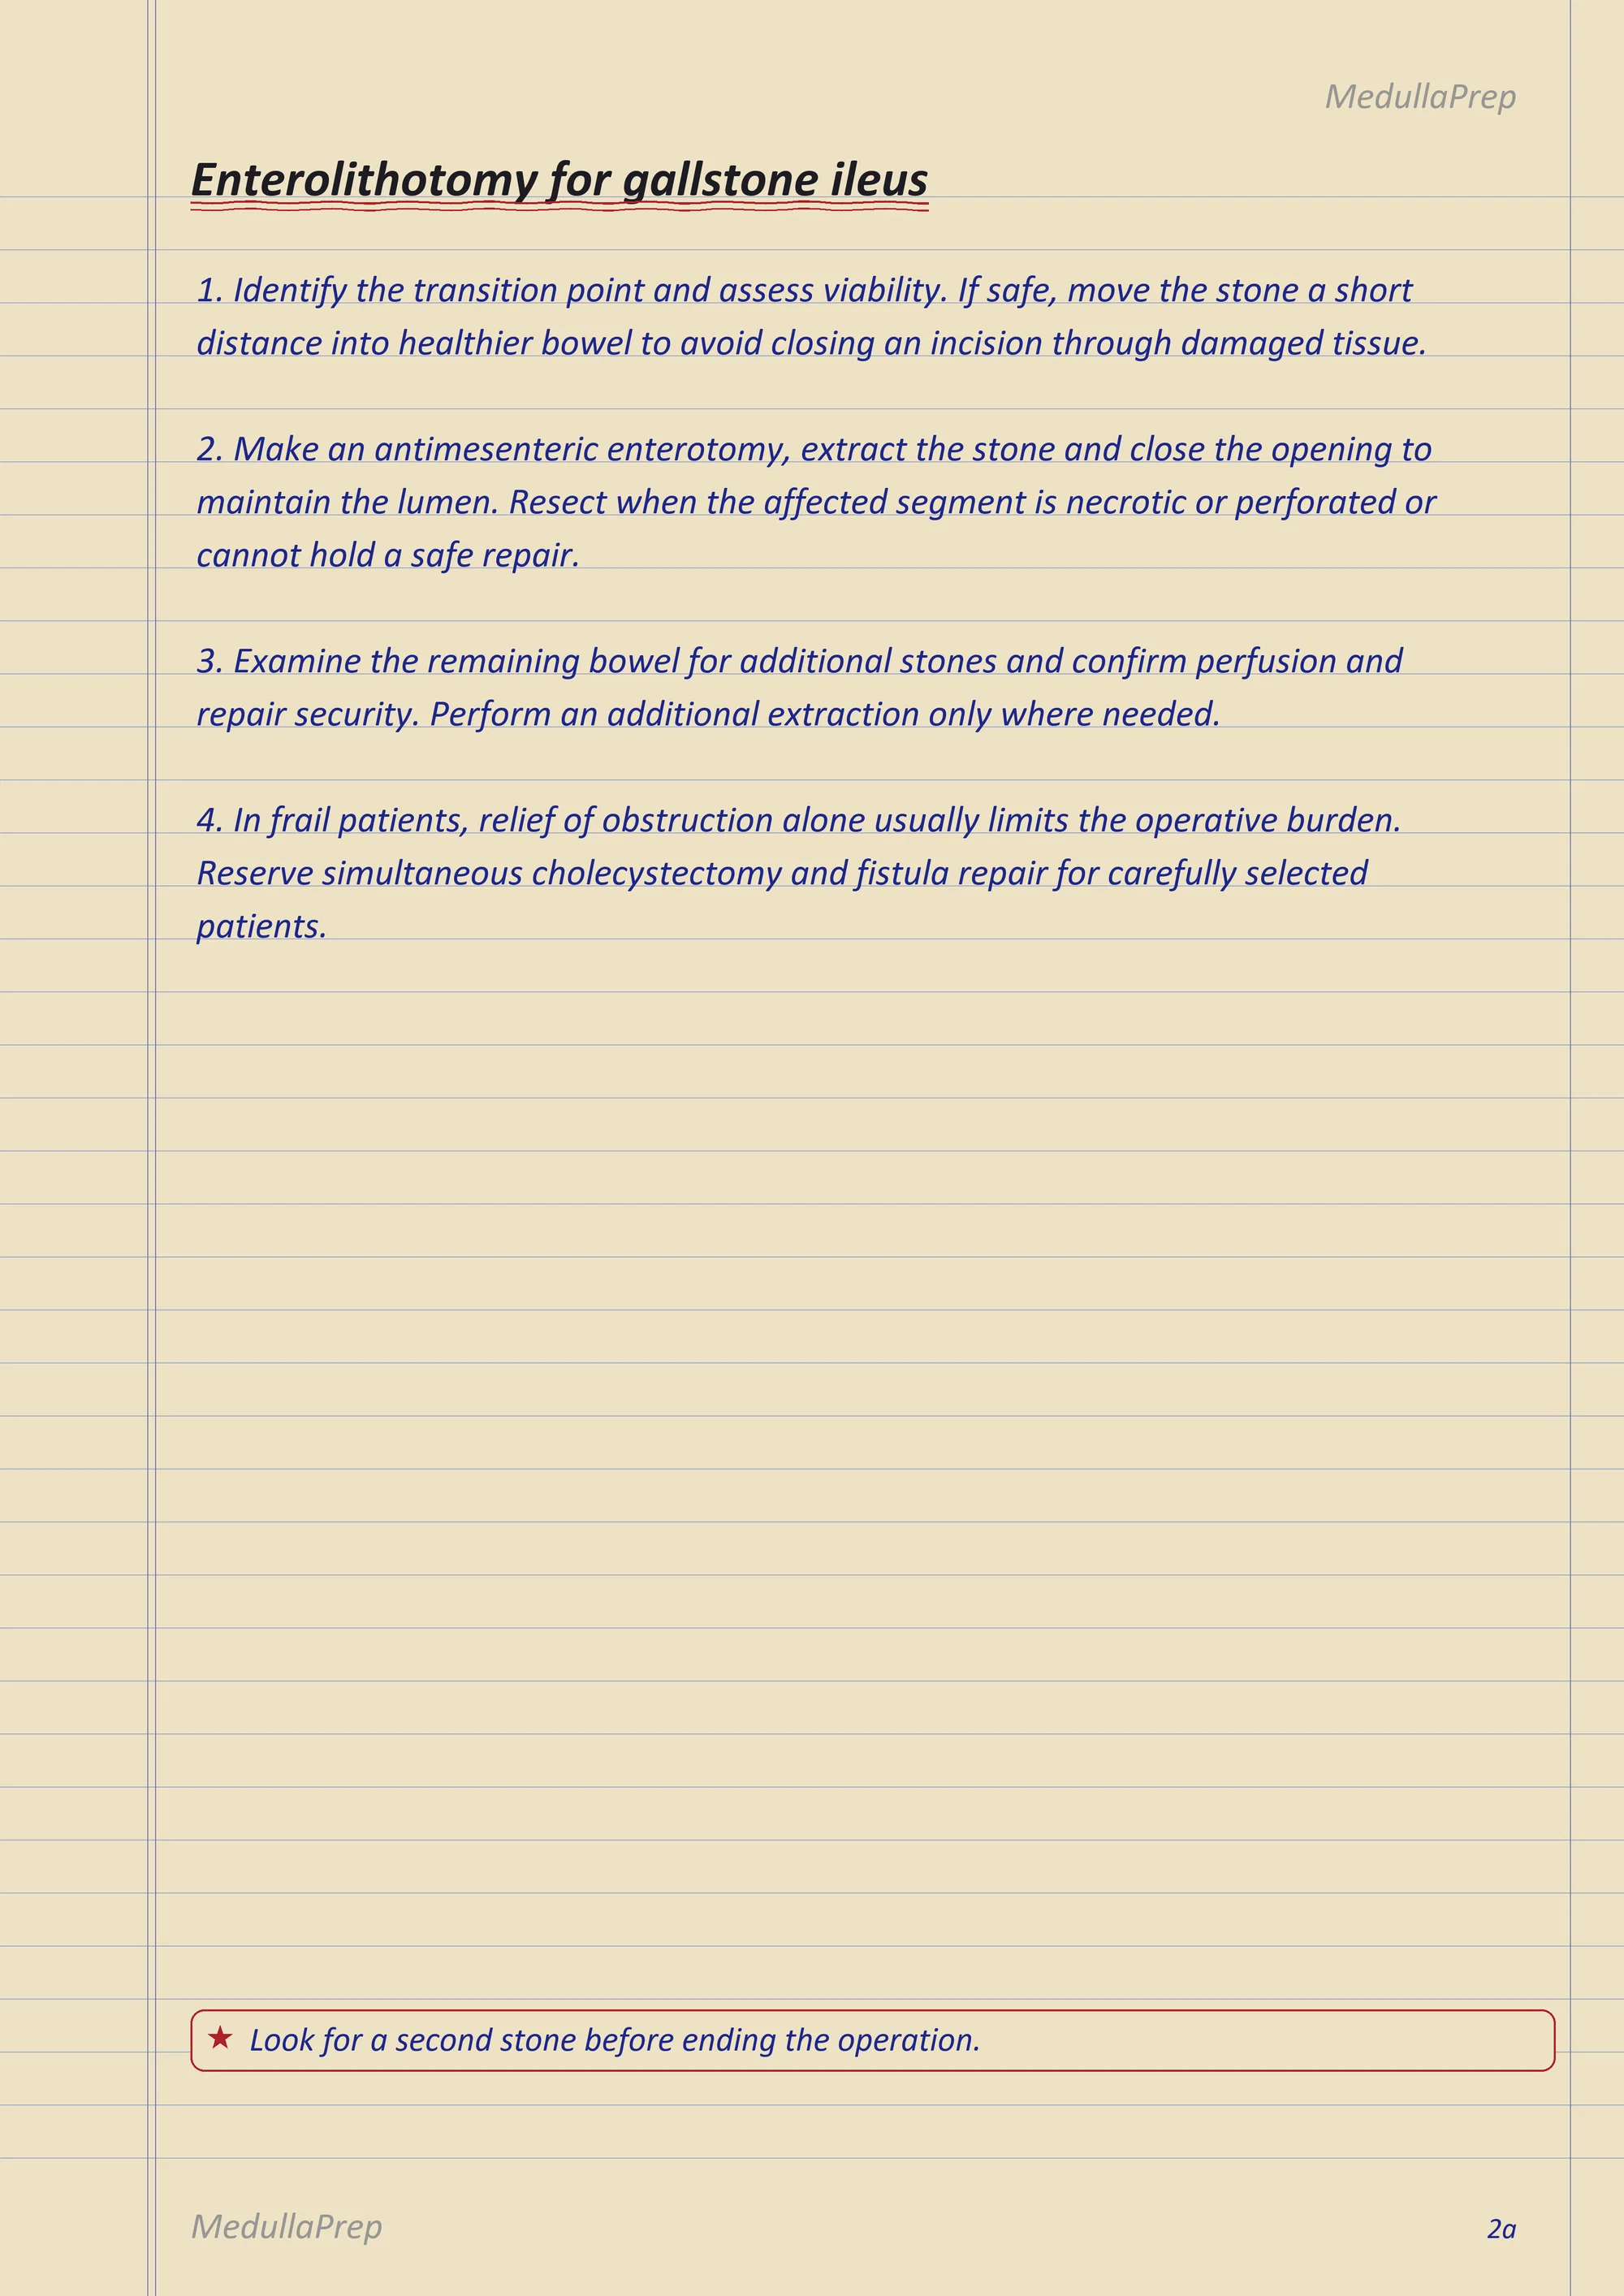 MedullaPrep
Enterolithotomy for gallstone ileus
1. Identify the transition point and assess viability. If safe, move the stone a short
distance into healthier bowel to avoid closing an incision through damaged tissue.
2. Make an antimesenteric enterotomy, extract the stone and close the opening to
maintain the lumen. Resect when the affected segment is necrotic or perforated or
cannot hold a safe repair.
3. Examine the remaining bowel for additional stones and confirm perfusion and
repair security. Perform an additional extraction only where needed.
4. In frail patients, relief of obstruction alone usually limits the operative burden.
Reserve simultaneous cholecystectomy and fistula repair for carefully selected
patients.
★ Look for a second stone before ending the operation.
MedullaPrep
2a